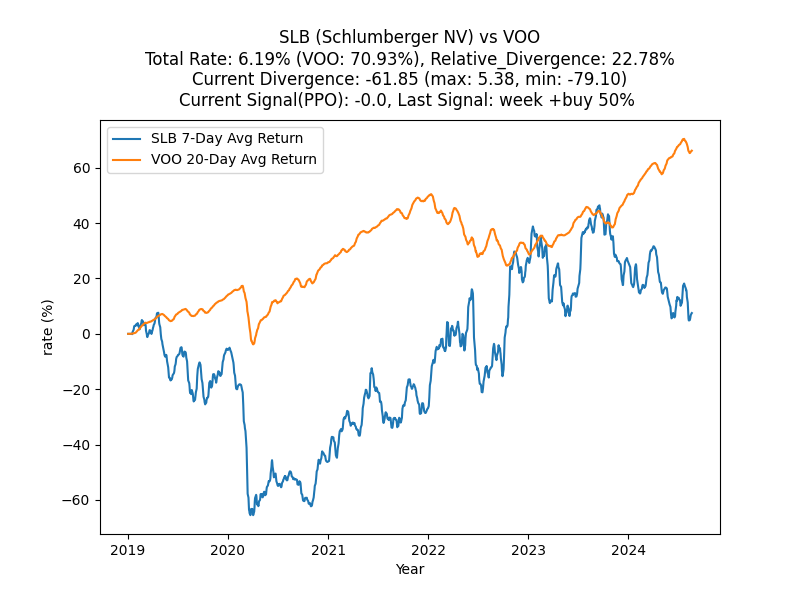 SLB (Schlumberger NV) vs VOO
Total Rate: 6.19% (VOO: 70.93%), Relative_Divergence: 22.78%
Current Divergence: -61.85 (max: 5.38, min: -79.10)
Current Signal(PPO): -0.0, Last Signal: week +buy 50%
SLB 7-Day Avg Return
VOO 20-Day Avg Return
60
40
20
0
−20
−40
−60
rate (%)
2019 2020 2021 2022 2023 2024
Year